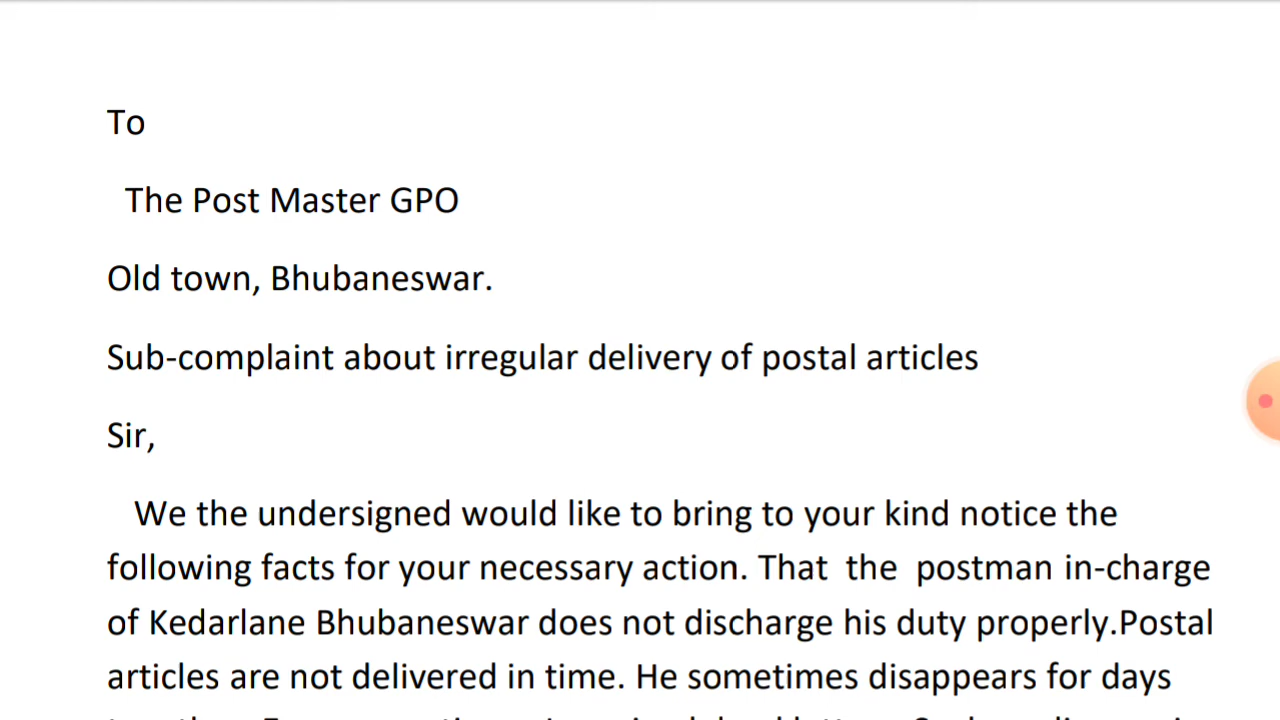 To
The Post Master GPO
Old town, Bhubaneswar.
Sub-complaint about irregular delivery of postal articles
Sir,
We the undersigned would like to bring to your kind notice the
following facts for your necessary action. That the postman in-charge
of Kedarlane Bhubaneswar does not discharge his duty properly.Postal
articles are not delivered in time. He sometimes disappears for days